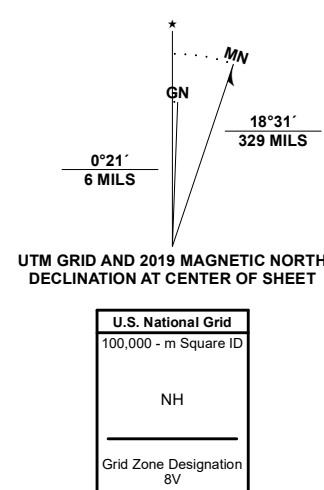 ★
MN
GN
18°31´
329 MILS
0°21´
6 MILS
UTM GRID AND 2019 MAGNETIC NORTH
DECLINATION AT CENTER OF SHEET
U.S. National Grid
100,000 - m Square ID
NH
Grid Zone Designation
8V